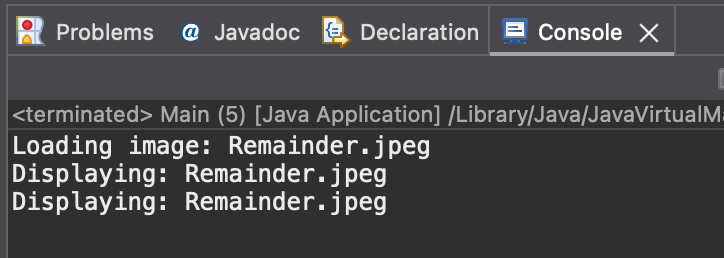 Problems @ Javadoc Declaration Console
<terminated> Main (5) [Java Application] /Library/Java/JavaVirtualMa
Loading image: Remainder.jpeg
Displaying: Remainder.jpeg
Displaying: Remainder.jpeg